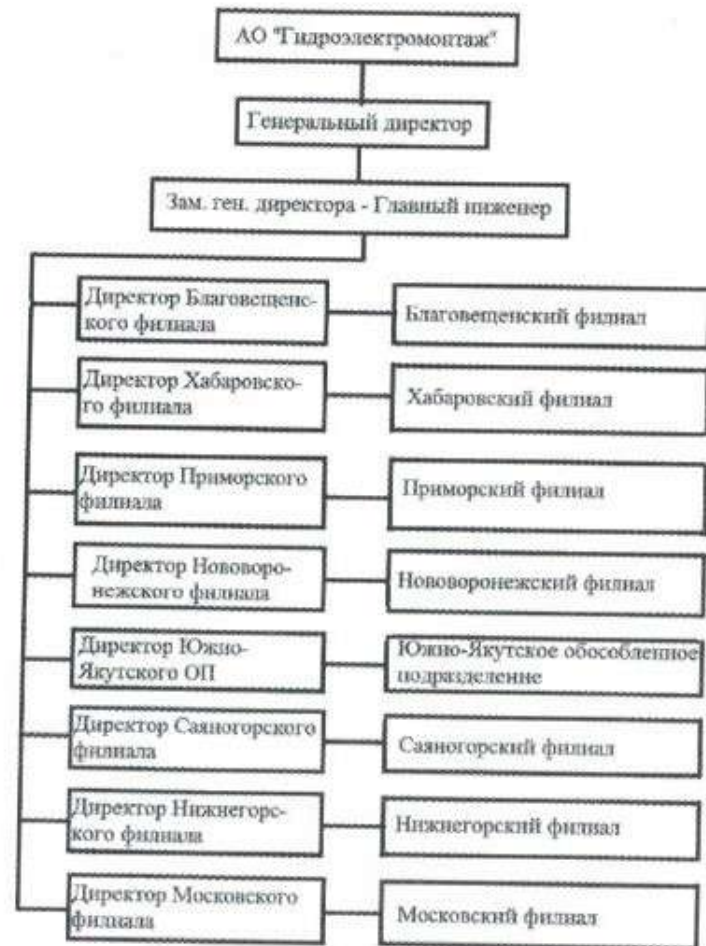 АО "Гидроэлектромонтаж"
Генеральный директор
Зам. ген. директора - Главный инженер
Директор Благовещенс-
кого филиала
Благовещенский филиал
Директор Хабаровско-
го филиала
Хабаровский филиал
Директор Приморского
филиала
Приморский филиал
Директор Нововоро-
нежского филиала
Нововоронежский филиал
Директор Южно-
Якутского ОП
Южно-Якутское обособленное
подразделение
Директор Саяногорского
филиала
Саяногорский филиал
Директор Нижнегорс-
кого филиала
Нижнегорский филиал
Директор Московского
филиала
Московский филиал